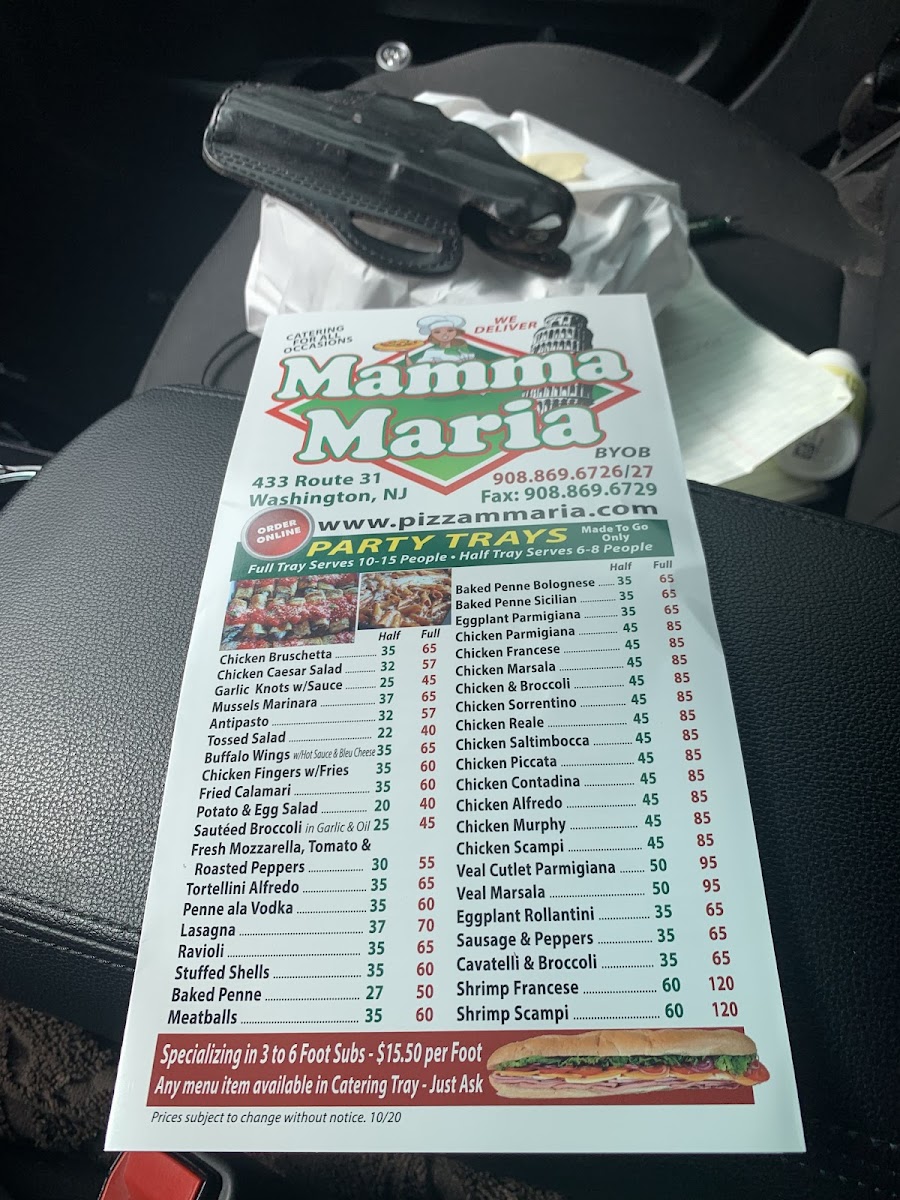 CATERING
FOR ALL
OCCASIONS
WE
DELIVER
Mamma
Maria
BYOB
433 Route 31
Washington, NJ
908.869.6726/27
Fax: 908.869.6729
ORDER
ONLINE
www.pizzammaria.com
PARTY TRAYS
Made To Go
Only
Full Tray Serves 10-15 People • Half Tray Serves 6-8 People
Half Full
Chicken Bruschetta 35 65
Chicken Caesar Salad 32 57
Garlic Knots w/Sauce 25 45
Mussels Marinara 37 65
Antipasto 32 57
Tossed Salad 22 40
Buffalo Wings w/Hot Sauce & Bleu Cheese 35 65
Chicken Fingers w/Fries 35 60
Fried Calamari 35 60
Potato & Egg Salad 20 40
Sautéed Broccoli in Garlic & Oil 25 45
Fresh Mozzarella, Tomato &
Roasted Peppers 30 55
Tortellini Alfredo 35 65
Penne ala Vodka 35 60
Lasagna 37 70
Ravioli 35 65
Stuffed Shells 35 60
Baked Penne 27 50
Meatballs 35 60
Half Full
Baked Penne Bolognese 35 65
Baked Penne Sicilian 35 65
Eggplant Parmigiana 35 65
Chicken Parmigiana 45 85
Chicken Francese 45 85
Chicken Marsala 45 85
Chicken & Broccoli 45 85
Chicken Sorrentino 45 85
Chicken Reale 45 85
Chicken Saltimbocca 45 85
Chicken Piccata 45 85
Chicken Contadina 45 85
Chicken Alfredo 45 85
Chicken Murphy 45 85
Chicken Scampi 45 85
Veal Cutlet Parmigiana 50 95
Veal Marsala 50 95
Eggplant Rollantini 35 65
Sausage & Peppers 35 65
Cavatelli & Broccoli 35 65
Shrimp Francese 60 120
Shrimp Scampi 60 120
Specializing in 3 to 6 Foot Subs - $15.50 per Foot
Any menu item available in Catering Tray - Just Ask
Prices subject to change without notice. 10/20